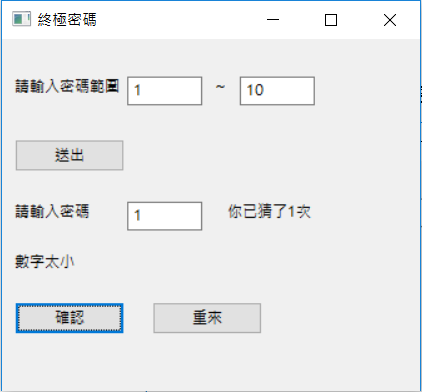 終極密碼
請輸入密碼範圍 1 ~ 10
送出
請輸入密碼 1 你已猜了1次
數字太小
確認 重來